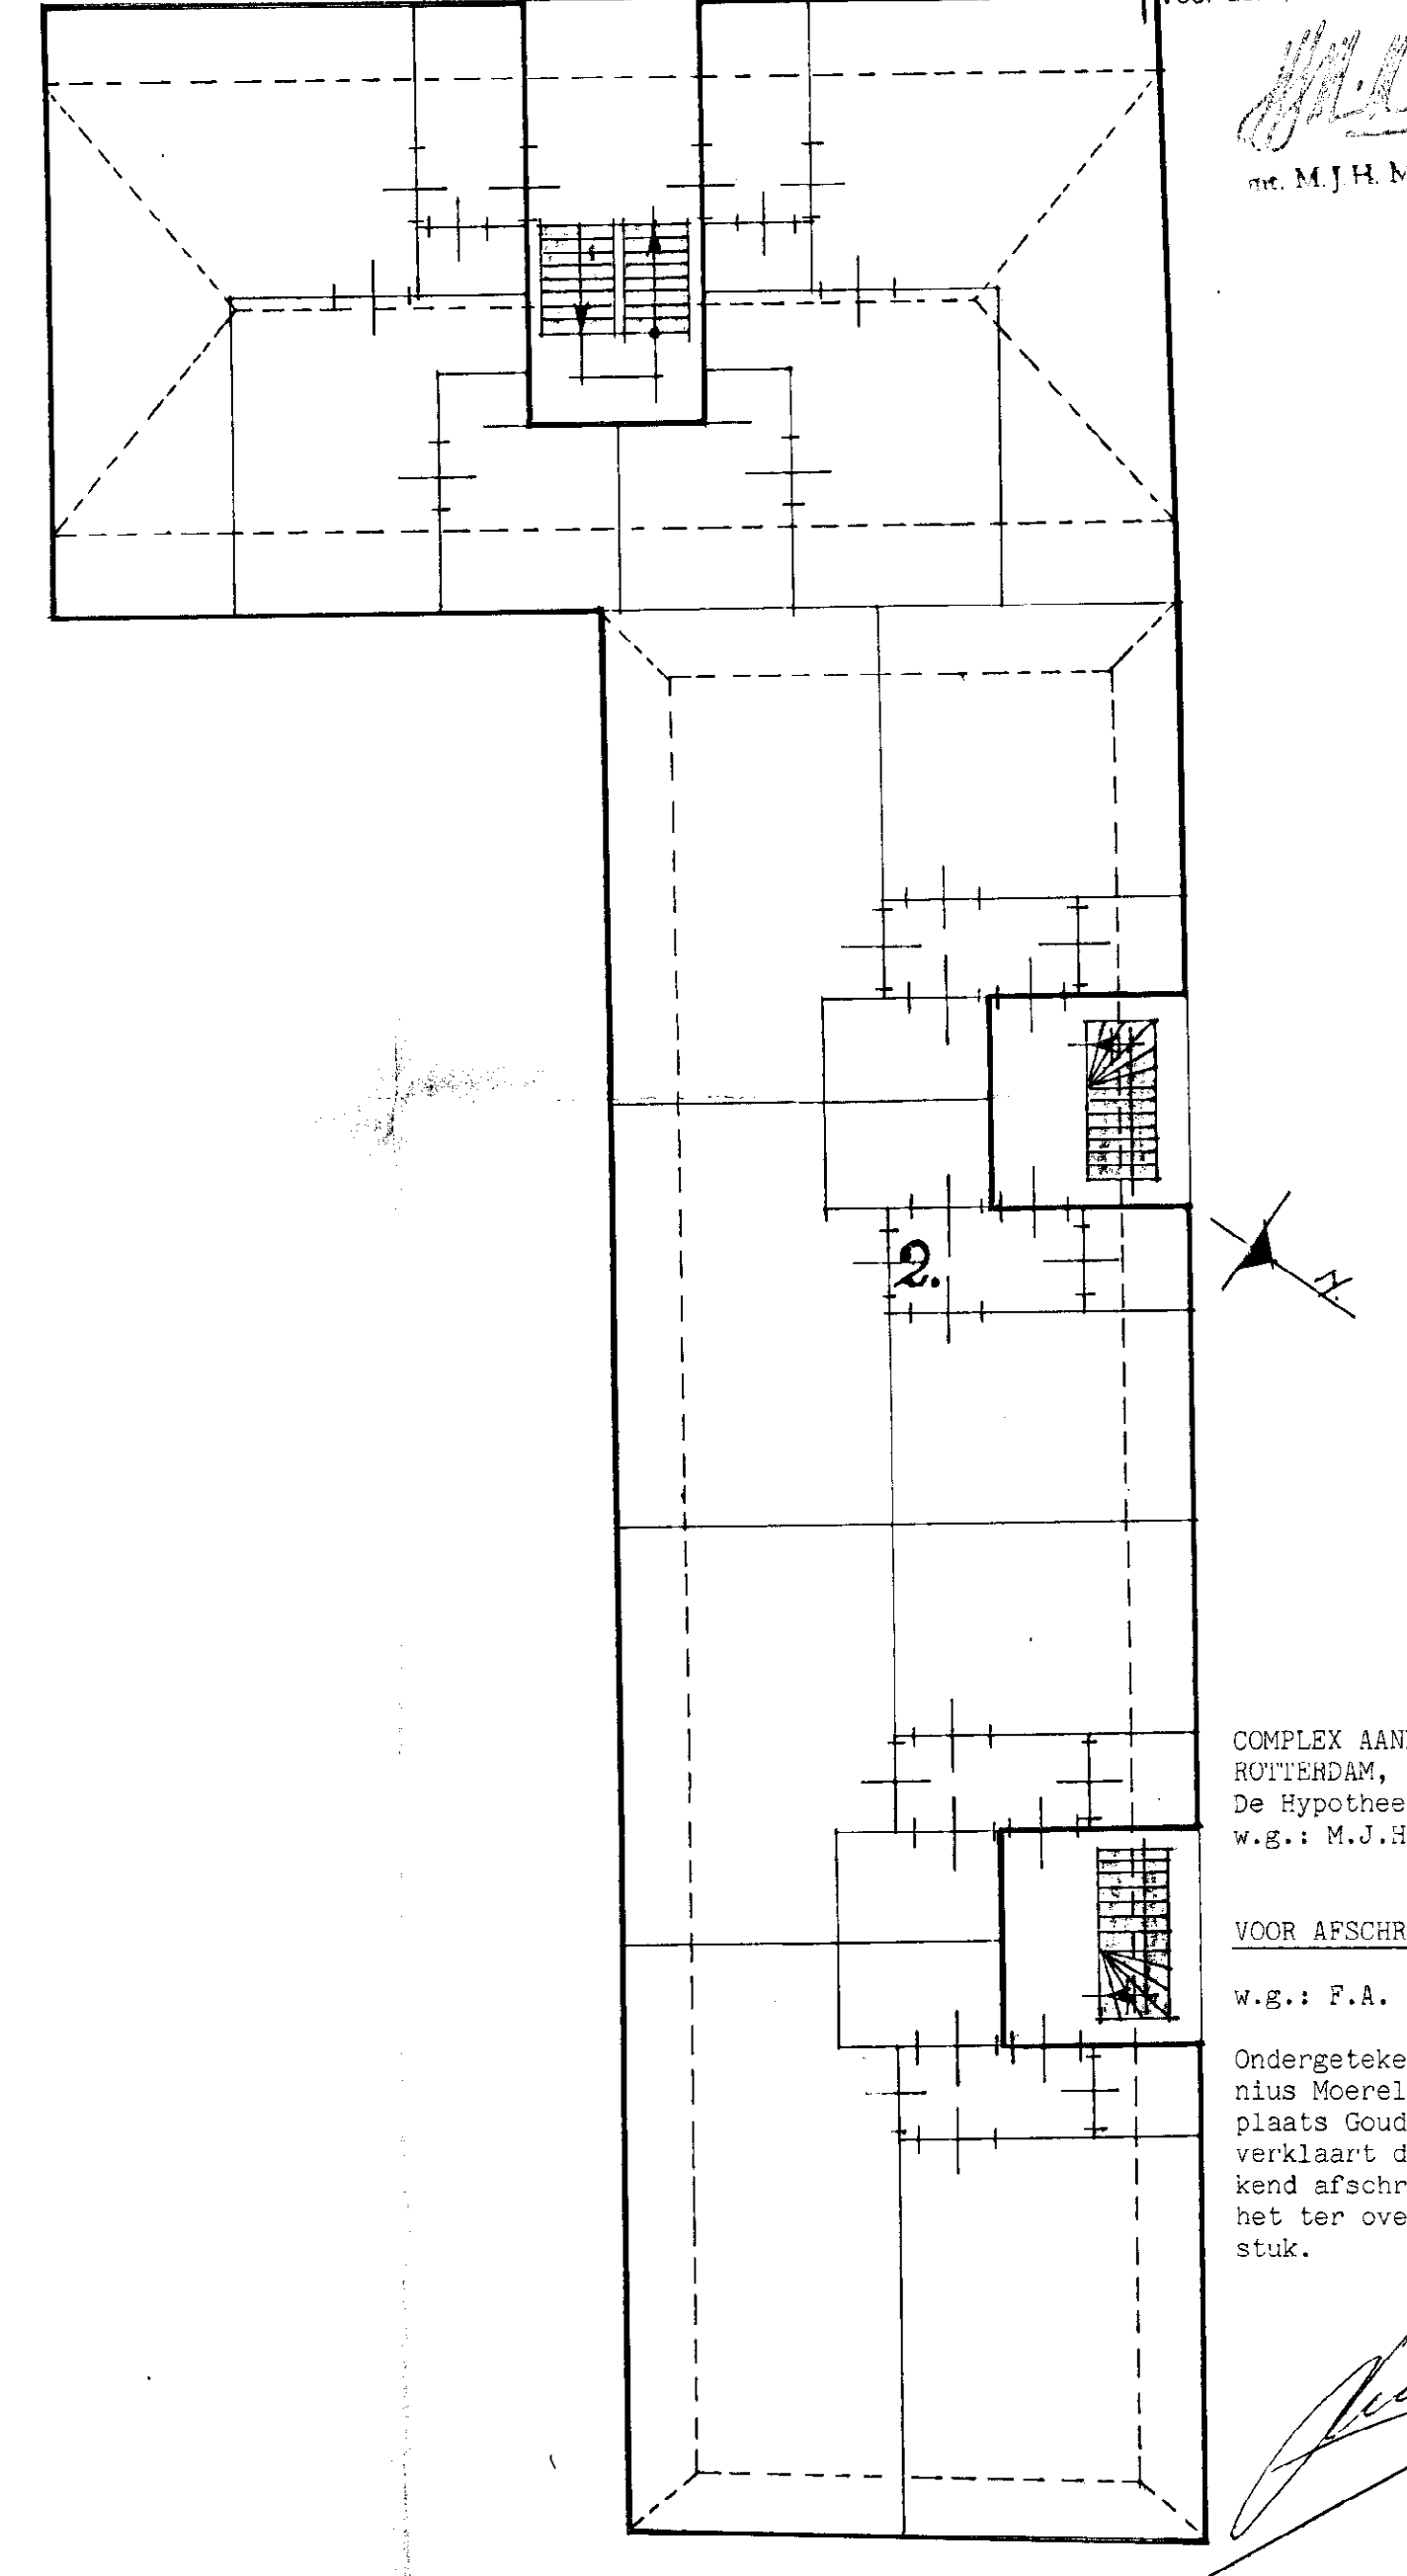 mr. M.J.H. M
2.
z.
COMPLEX AAN
ROTTERDAM,
De Hypothee
w.g.: M.J.H
VOOR AFSCHR
w.g.: F.A.
Ondergeteke
nius Moerel
plaats Goud
verklaart d
kend afschr
het ter ove
stuk.